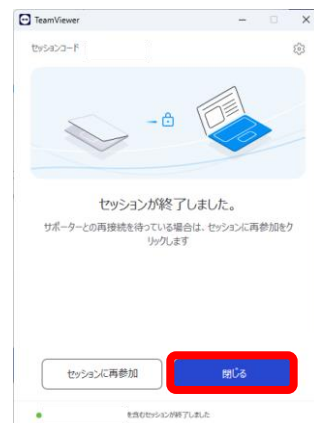 TeamViewer
セッションコード
セッションが終了しました。
サポーターとの再接続を待っている場合は、セッションに再参加をク
リックします
セッションに再参加
閉じる
を含むセッションが終了しました